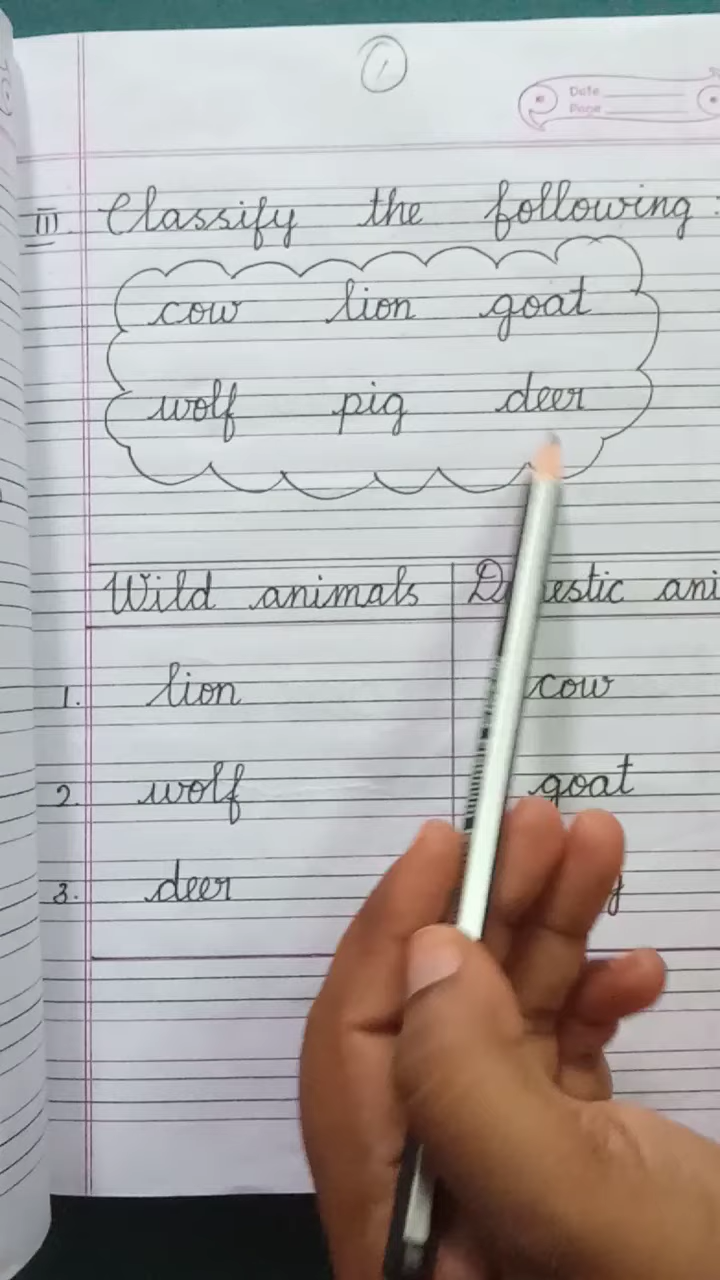 1
Date
Page
III Classify the following :
cow lion goat
wolf pig deer
Wild animals
1. lion cow
2. wolf goat
3. deer